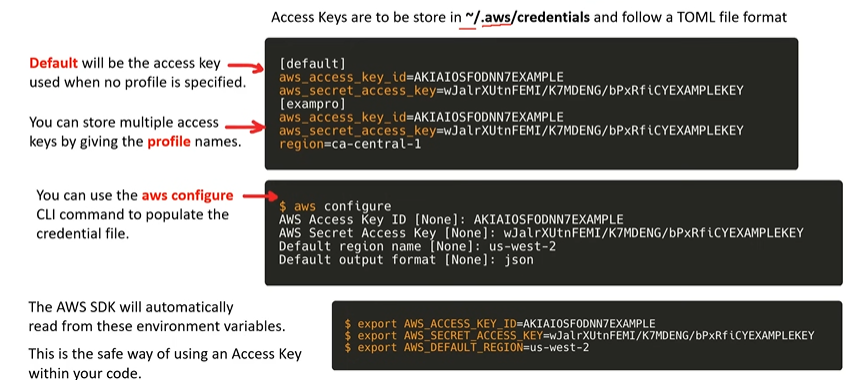 Access Keys are to be store in ~/.aws/credentials and follow a TOML file format
Default will be the access key
used when no profile is specified.
You can store multiple access
keys by giving the profile names.
[default]
aws_access_key_id=AKIAIOSFODNN7EXAMPLE
aws_secret_access_key=wJalrXUtnFEMI/K7MDENG/bPxRfiCYEXAMPLEKEY
[exampro]
aws_access_key_id=AKIAIOSFODNN7EXAMPLE
aws_secret_access_key=wJalrXUtnFEMI/K7MDENG/bPxRfiCYEXAMPLEKEY
region=ca-central-1
You can use the aws configure
CLI command to populate the
credential file.
$ aws configure
AWS Access Key ID [None]: AKIAIOSFODNN7EXAMPLE
AWS Secret Access Key [None]: wJalrXUtnFEMI/K7MDENG/bPxRfiCYEXAMPLEKEY
Default region name [None]: us-west-2
Default output format [None]: json
The AWS SDK will automatically
read from these environment variables.
This is the safe way of using an Access Key
within your code.
$ export AWS_ACCESS_KEY_ID=AKIAIOSFODNN7EXAMPLE
$ export AWS_SECRET_ACCESS_KEY=wJalrXUtnFEMI/K7MDENG/bPxRfiCYEXAMPLEKEY
$ export AWS_DEFAULT_REGION=us-west-2